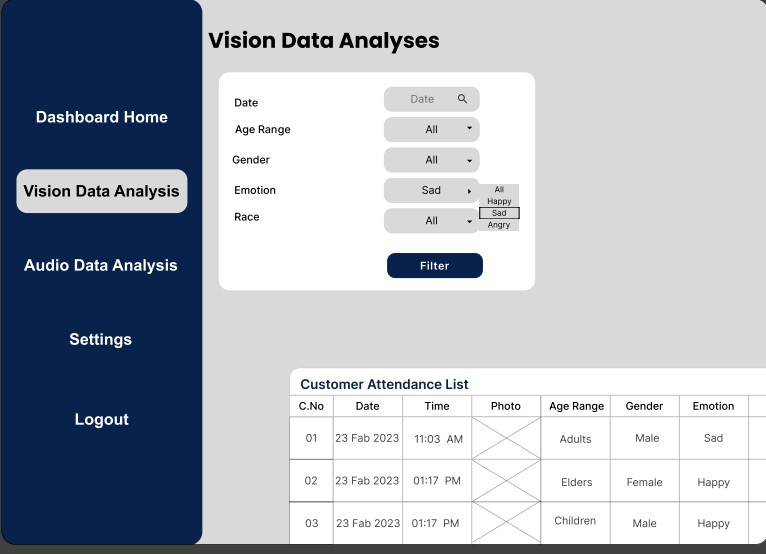 Vision Data Analyses
Dashboard Home
Vision Data Analysis
Audio Data Analysis
Settings
Logout
Date Date
Age Range All
Gender All
Emotion Sad
All
Happy
Sad
Angry
Race All
Filter
Customer Attendance List
C.No Date Time Photo Age Range Gender Emotion
01 23 Fab 2023 11:03 AM Adults Male Sad
02 23 Fab 2023 01:17 PM Elders Female Happy
03 23 Fab 2023 01:17 PM Children Male Happy